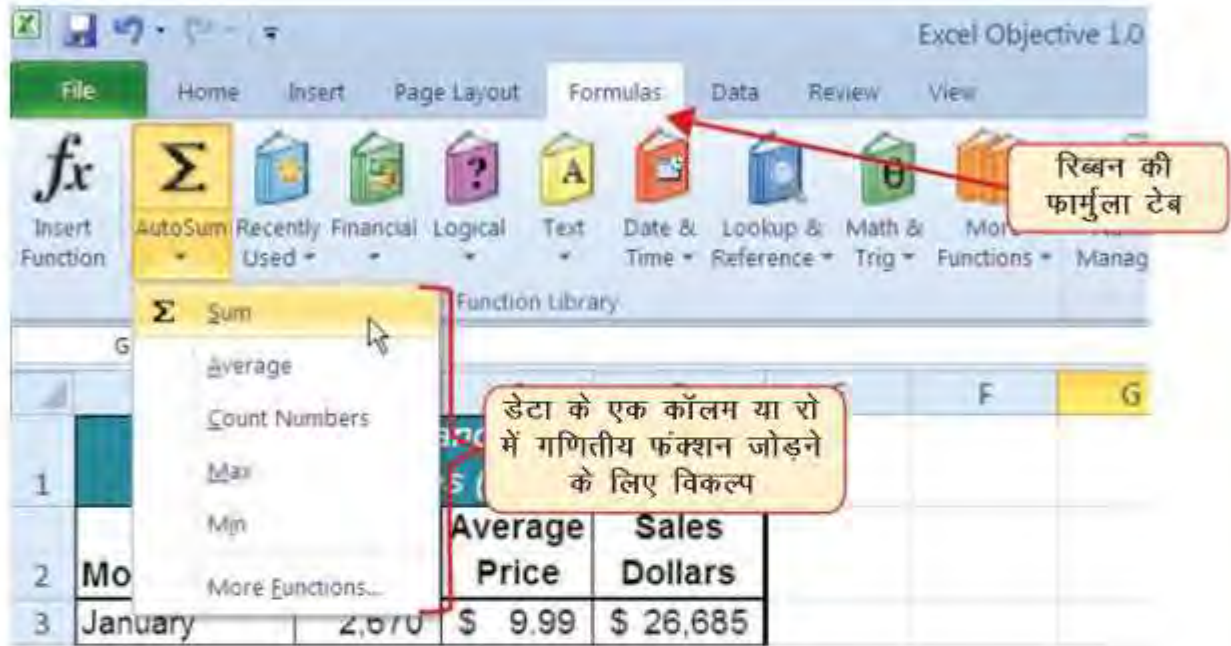 Excel Objective 1.0
File Home Insert Page Layout Formulas Data Review View
रिब्बन की
फार्मुला टेब
fx Σ ? A θ
Insert AutoSum Recently Financial Logical Text Date & Lookup & Math & More
Function Used Time Reference Trig Functions Manag
Function Library
Σ Sum
Average
Count Numbers
Max
Min
More Functions...
G
F G
डेटा के एक कॉलम या रो
में गणितीय फंक्शन जोड़ने
के लिए विकल्प
1
Average Sales
2 Mo Price Dollars
3 January 2,670 $ 9.99 $ 26,685